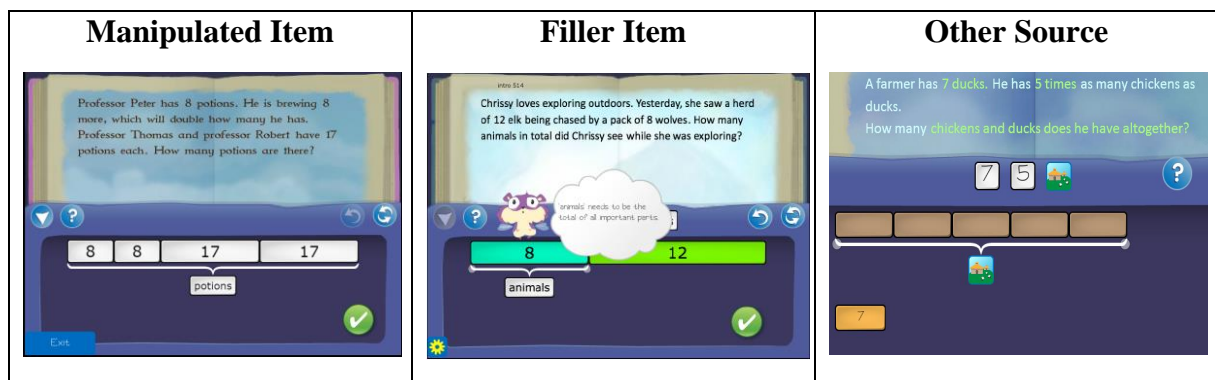 Manipulated Item
Professor Peter has 8 potions. He is brewing 8
more, which will double how many he has.
Professor Thomas and professor Robert have 17
potions each. How many potions are there?
?
8 8 17 17
potions
Exit
Filler Item
Intro S14
Chrissy loves exploring outdoors. Yesterday, she saw a herd
of 12 elk being chased by a pack of 8 wolves. How many
animals in total did Chrissy see while she was exploring?
?
'animals' needs to be the
total of all important parts.
8 12
animals
Other Source
A farmer has 7 ducks. He has 5 times as many chickens as
ducks.
How many chickens and ducks does he have altogether?
7 5 ?
7